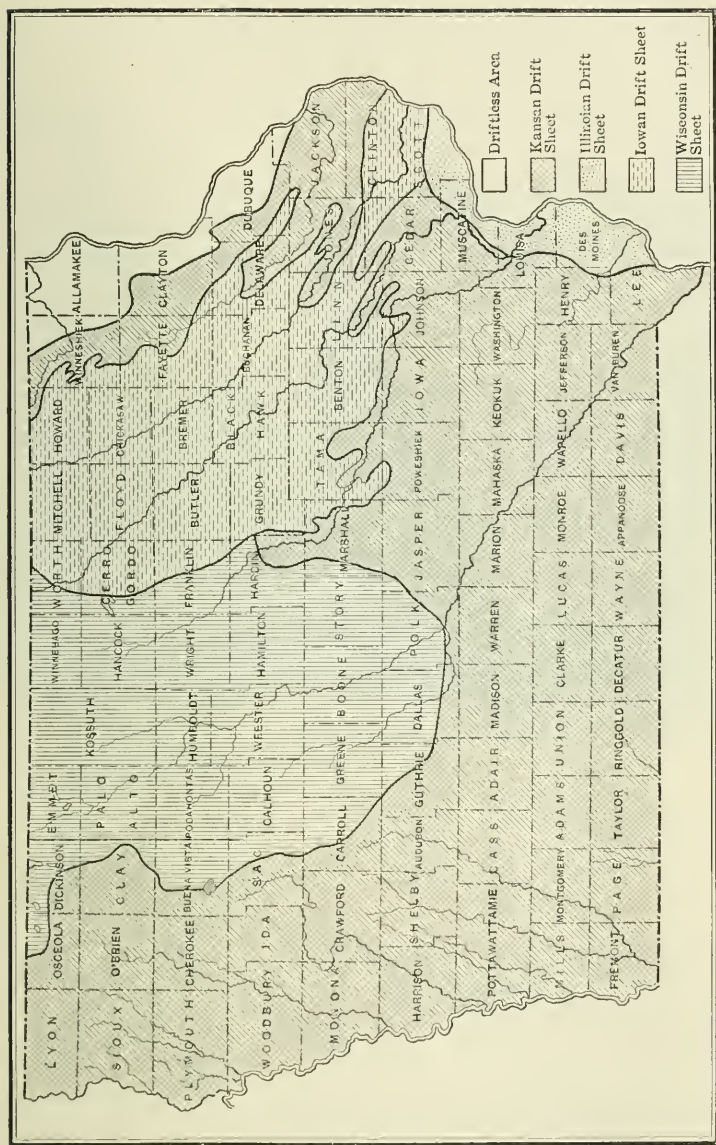 LYON
OSCEOLA
DICKINSON
EMMET
WINNEBAGO
WORTH
MITCHELL
HOWARD
WINNESHIEK
ALLAMAKEE
SIOUX
O'BRIEN
CLAY
PALO
ALTO
KOSSUTH
HANCOCK
CERRO
GORDO
FLOYD
CHICKASAW
FAYETTE
CLAYTON
PLYMOUTH
CHEROKEE
BUENA VISTA
POCAHONTAS
HUMBOLDT
WRIGHT
FRANKLIN
BUTLER
BREMER
WOODBURY
IDA
SAC
CALHOUN
WEBSTER
HAMILTON
HARDIN
GRUNDY
BLACK
HAWK
BUCHANAN
DELAWARE
DUBUQUE
MONONA
CRAWFORD
CARROLL
GREENE
BOONE
STORY
MARSHALL
TAMA
BENTON
LINN
JONES
JACKSON
CLINTON
HARRISON
SHELBY
AUDUBON
GUTHRIE
DALLAS
POLK
JASPER
POWESHIEK
IOWA
JOHNSON
CEDAR
SCOTT
MUSCATINE
POTTAWATTAMIE
CASS
ADAIR
MADISON
WARREN
MARION
MAHASKA
KEOKUK
WASHINGTON
LOUISA
MILLS
MONTGOMERY
ADAMS
UNION
CLARKE
LUCAS
MONROE
WAPELLO
JEFFERSON
HENRY
DES
MOINES
FREMONT
PAGE
TAYLOR
RINGGOLD
DECATUR
WAYNE
APPANOOSE
DAVIS
VAN BUREN
LEE
Driftless Area
Kansan Drift
Sheet
Illinoian Drift
Sheet
Iowan Drift Sheet
Wisconsin Drift
Sheet